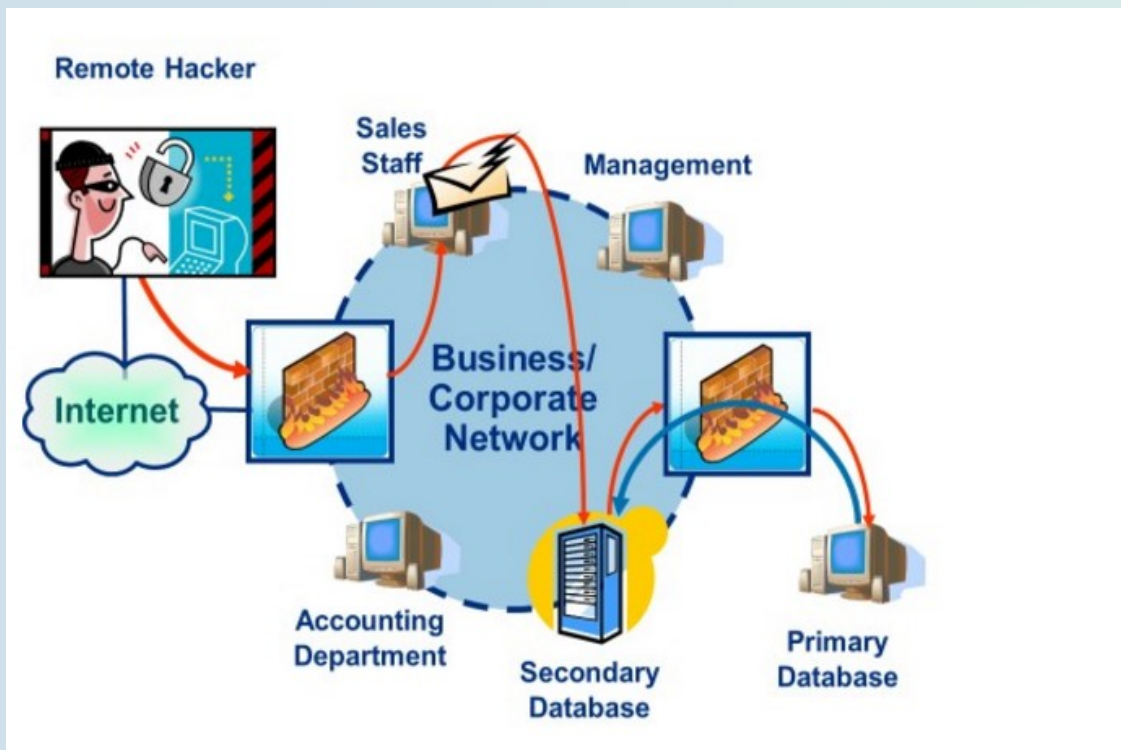 Remote Hacker
Sales
Staff
Management
Internet
Business/
Corporate
Network
Accounting
Department
Secondary
Database
Primary
Database